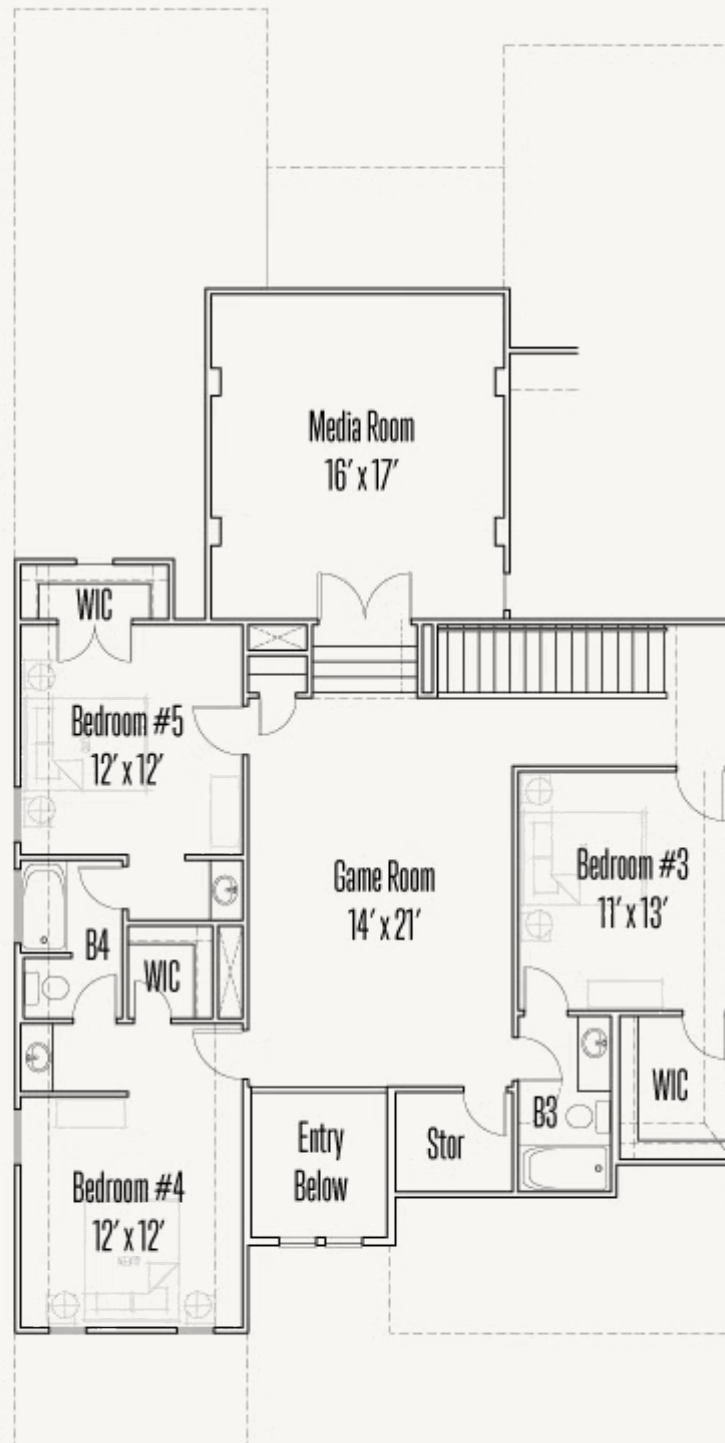 Media Room
16' x 17'
WIC
Bedroom #5
12' x 12'
Game Room
14' x 21'
Bedroom #3
11' x 13'
B4
WIC
WIC
B3
Entry
Below
Stor
Bedroom #4
12' x 12'